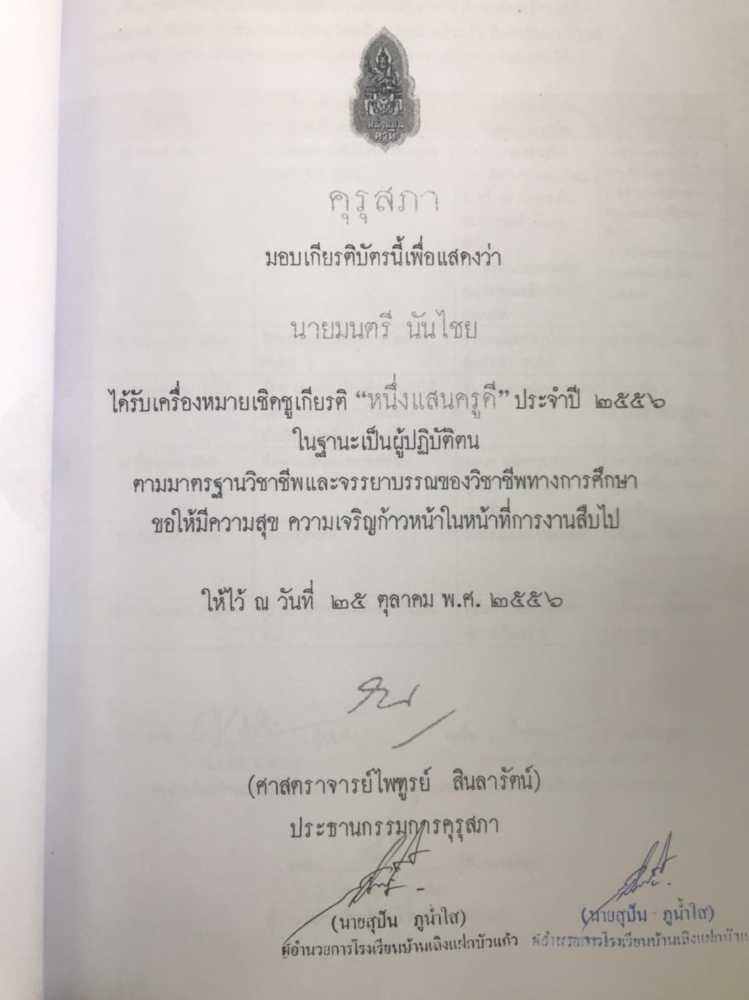 หนึ่งแสน
ครูดี
คุรุสภา
มอบเกียรติบัตรนี้เพื่อแสดงว่า
นายมนตรี นันไชย
ได้รับเครื่องหมายเชิดชูเกียรติ “หนึ่งแสนครูดี” ประจำปี ๒๕๕๖
ในฐานะเป็นผู้ปฏิบัติตน
ตามมาตรฐานวิชาชีพและจรรยาบรรณของวิชาชีพทางการศึกษา
ขอให้มีความสุข ความเจริญก้าวหน้าในหน้าที่การงานสืบไป
ให้ไว้ ณ วันที่ ๒๕ ตุลาคม พ.ศ. ๒๕๕๖
(ศาสตราจารย์ไพฑูรย์ สินลารัตน์)
ประธานกรรมการคุรุสภา
(นายสุปัน ภูน้ำใส)
ผู้อำนวยการโรงเรียนบ้านเถิงแฝกบัวแก้ว
(นายสุปัน ภูน้ำใส)
ผู้อำนวยการโรงเรียนบ้านเถิงแฝกบัวแ